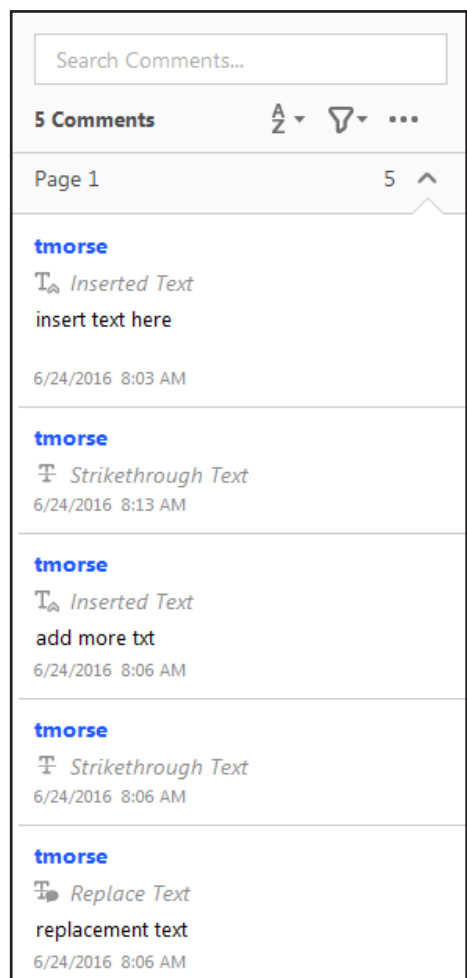 Search Comments...
5 Comments
Page 1 5
tmorse
Inserted Text
insert text here
6/24/2016 8:03 AM
tmorse
Strikethrough Text
6/24/2016 8:13 AM
tmorse
Inserted Text
add more txt
6/24/2016 8:06 AM
tmorse
Strikethrough Text
6/24/2016 8:06 AM
tmorse
Replace Text
replacement text
6/24/2016 8:06 AM